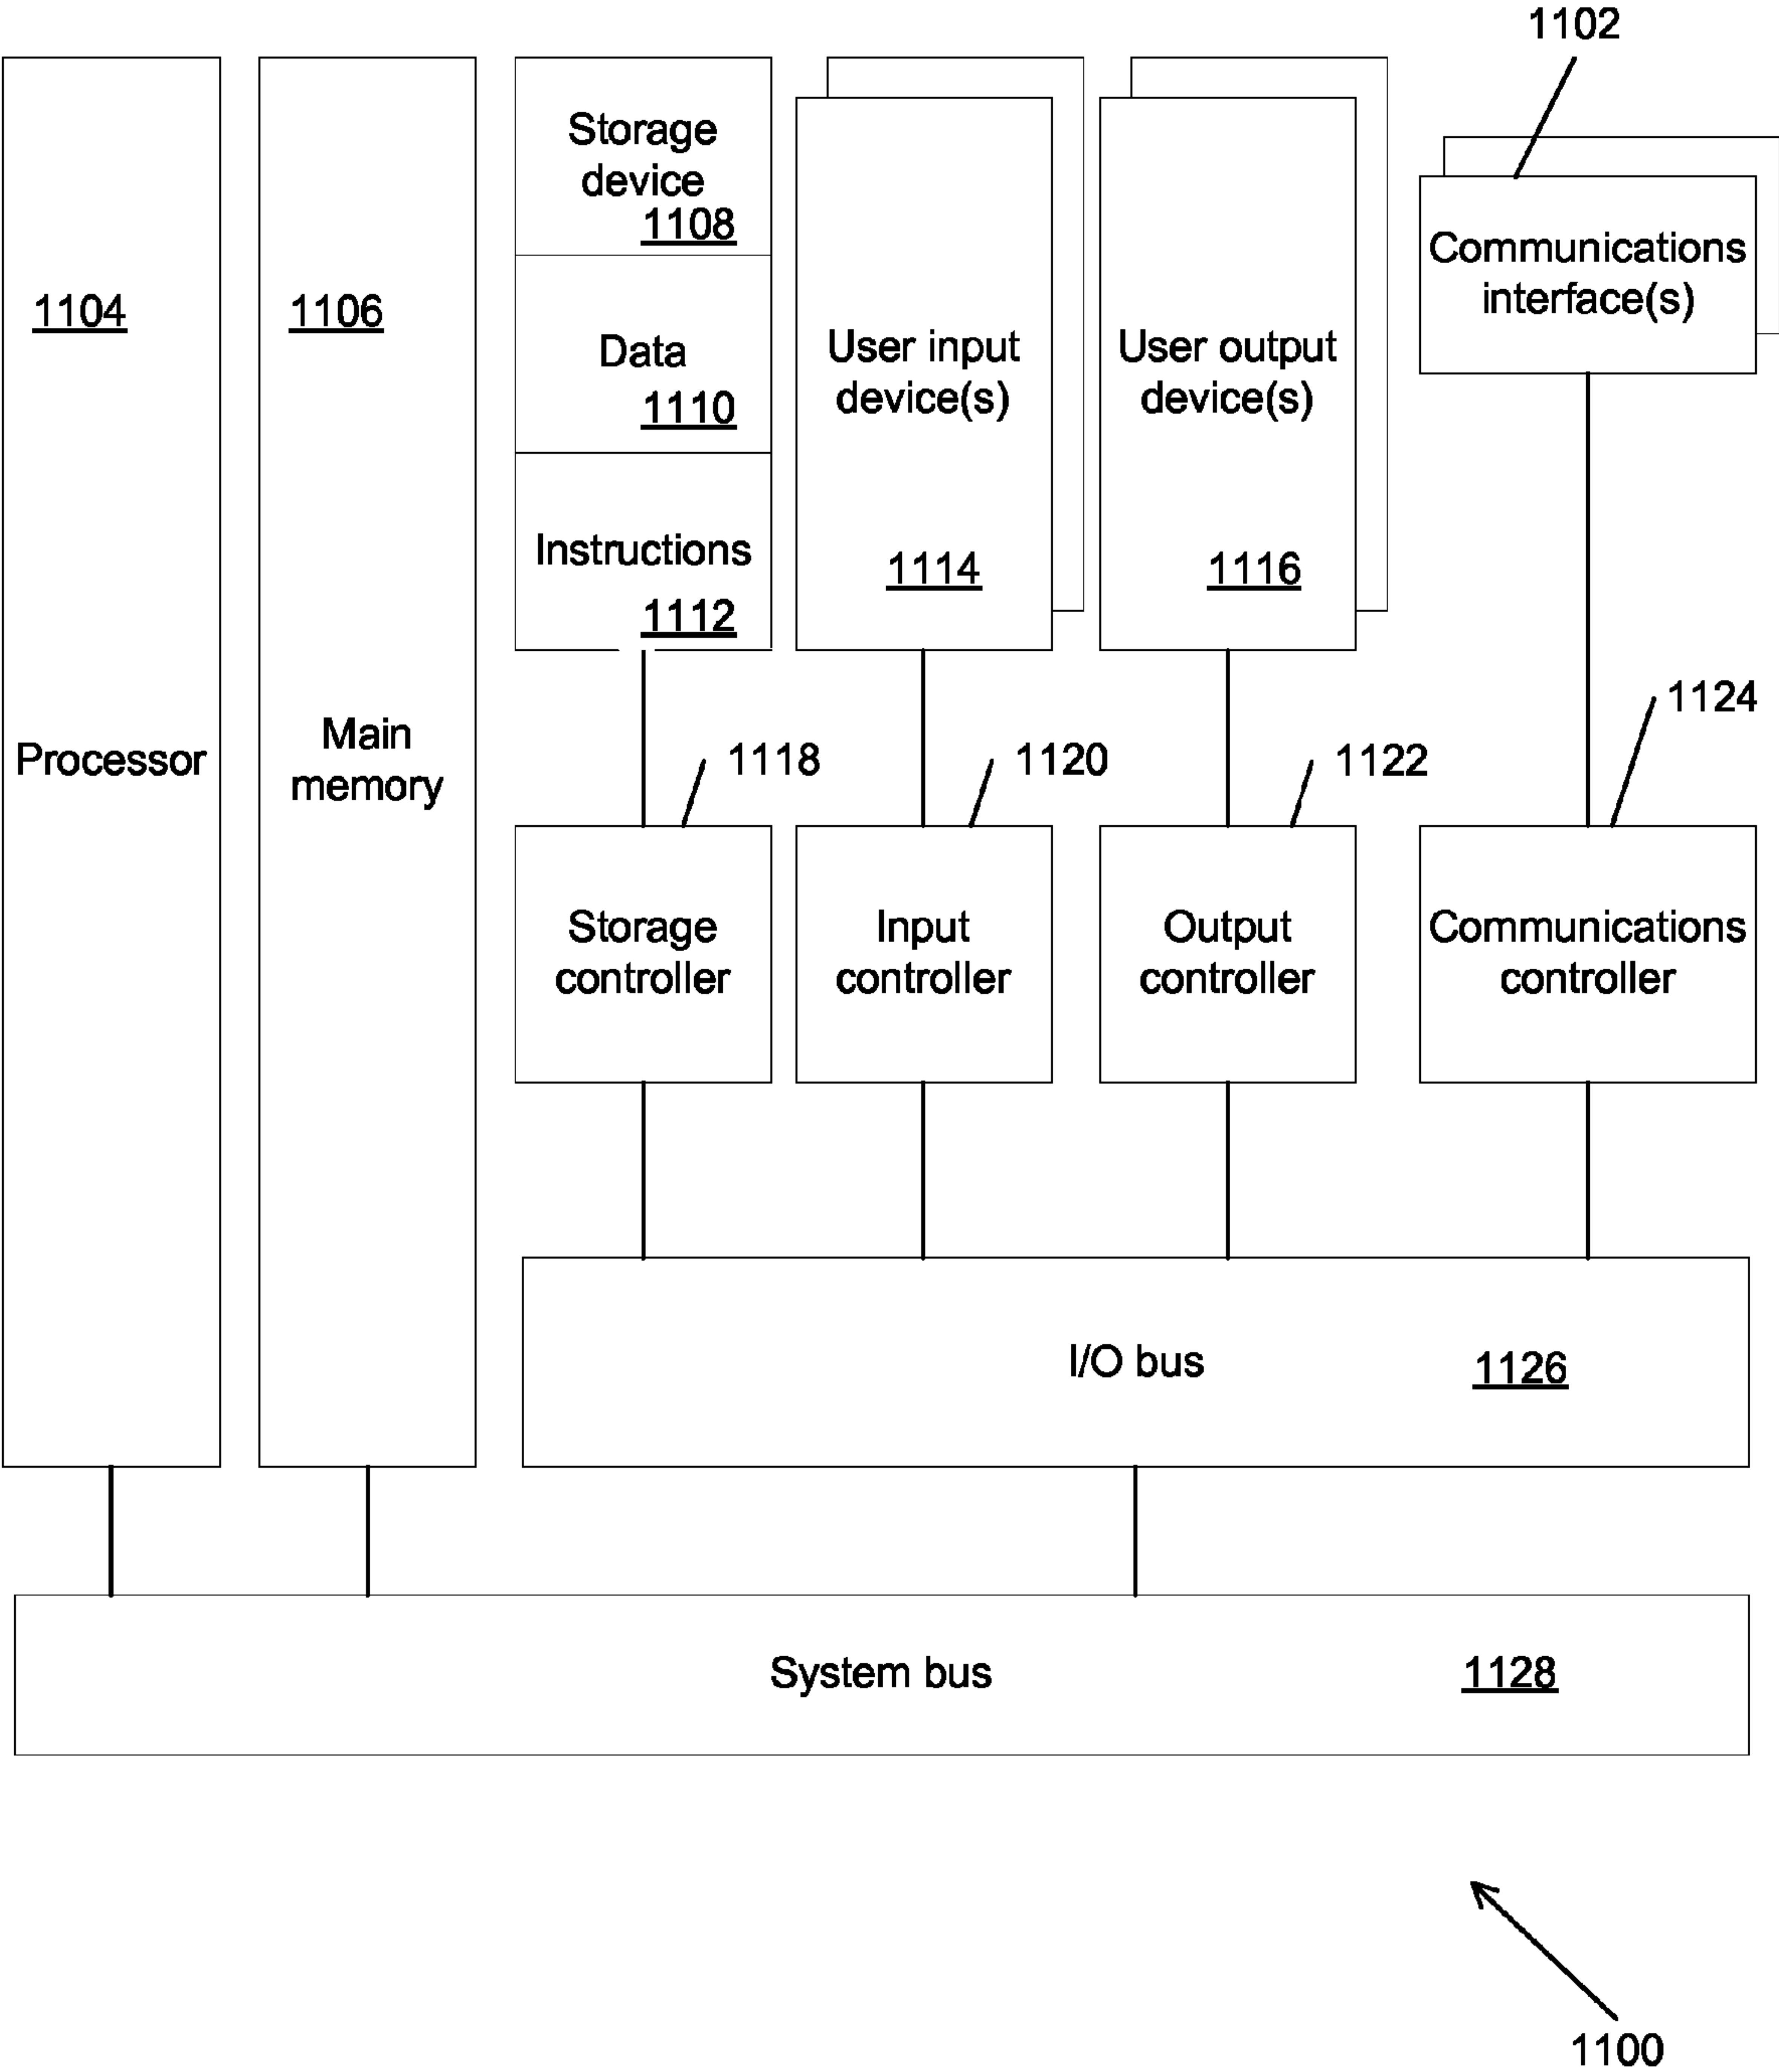 1102
Storage
device
1108
Communications
interface(s)
1104
1106
Data
1110
User input
device(s)
User output
device(s)
Instructions
1112
1114
1116
Processor
Main
memory
1118
1120
1122
1124
Storage
controller
Input
controller
Output
controller
Communications
controller
I/O bus
1126
System bus
1128
1100